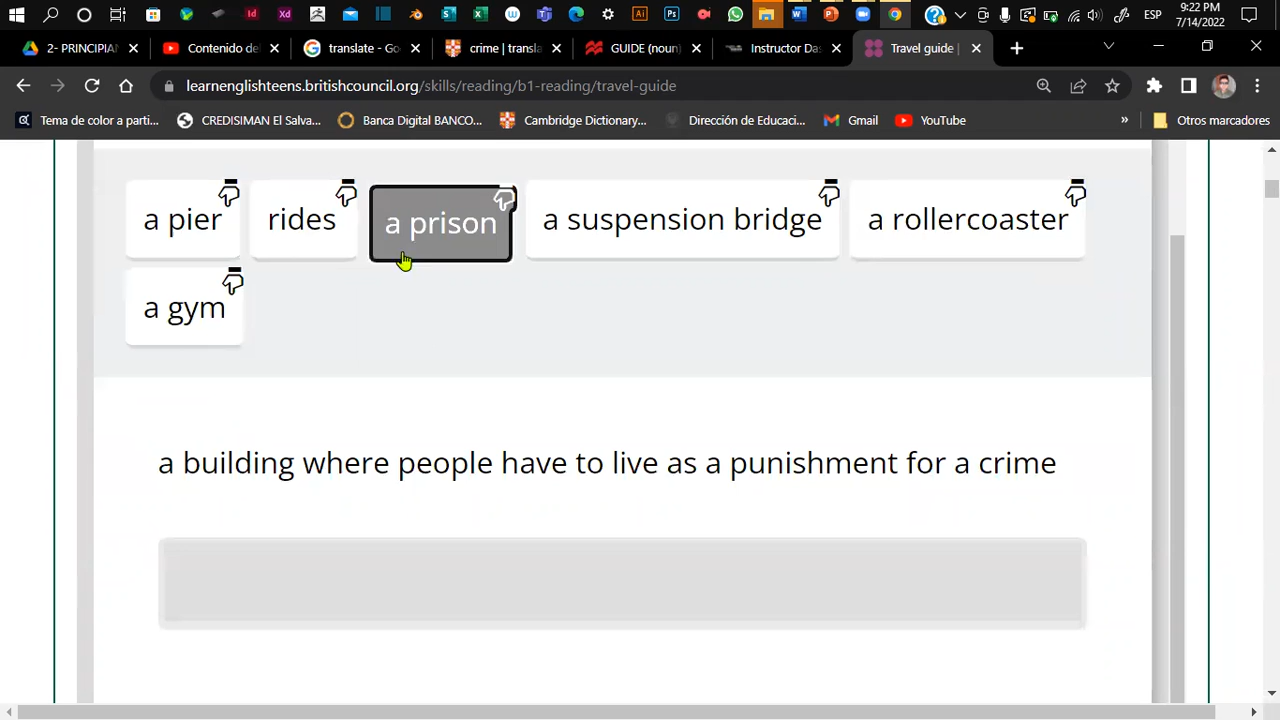 9:22 PM
ESP
7/14/2022
2- PRINCIPIAN
Contenido de
translate - Go
crime | transla
GUIDE (noun)
Instructor Das
Travel guide |
learnenglishteens.britishcouncil.org/skills/reading/b1-reading/travel-guide
Tema de color a parti...
CREDISIMAN El Salva...
Banca Digital BANCO...
Cambridge Dictionary...
Dirección de Educaci...
Gmail
YouTube
»
Otros marcadores
a pier
rides
a prison
a suspension bridge
a rollercoaster
a gym
a building where people have to live as a punishment for a crime